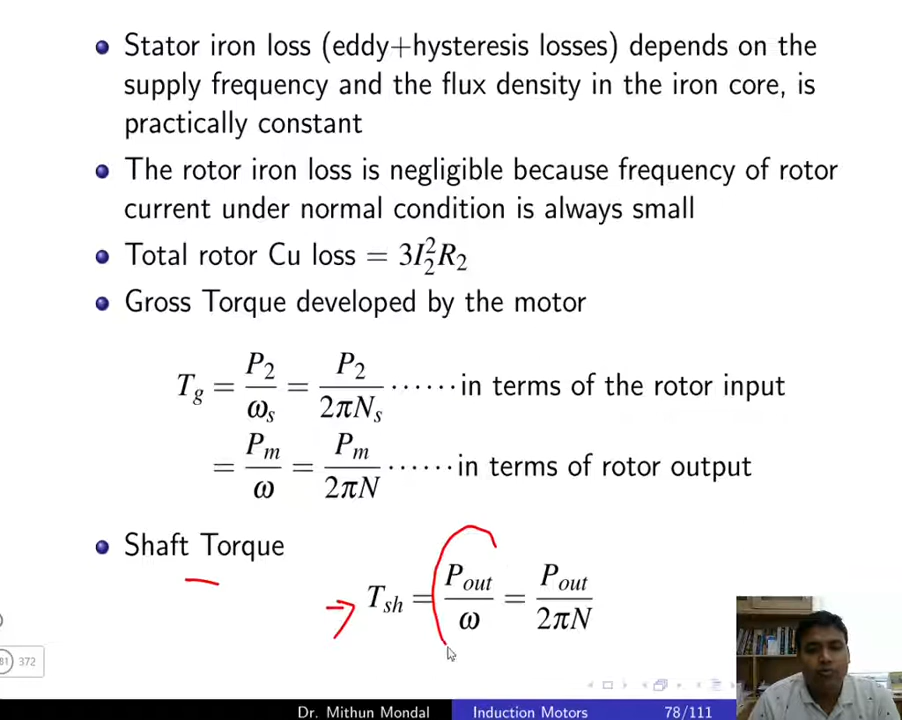 Stator iron loss (eddy+hysteresis losses) depends on the
supply frequency and the flux density in the iron core, is
practically constant
The rotor iron loss is negligible because frequency of rotor
current under normal condition is always small
Total rotor Cu loss = 3I₂²R₂
Gross Torque developed by the motor
T_g = P₂/ω_s = P₂/2πN_s ······in terms of the rotor input
= P_m/ω = P_m/2πN ······in terms of rotor output
Shaft Torque
T_sh = P_out/ω = P_out/2πN
81 372
Dr. Mithun Mondal Induction Motors 78/111